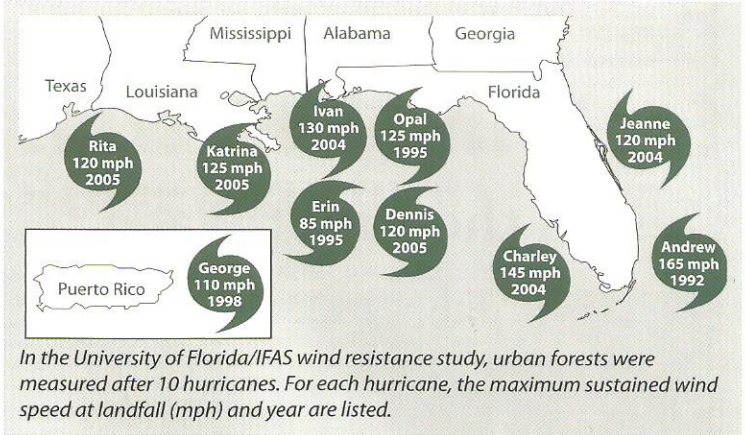 Mississippi
Alabama
Georgia
Texas
Louisiana
Florida
Rita
120 mph
2005
Katrina
125 mph
2005
Ivan
130 mph
2004
Opal
125 mph
1995
Jeanne
120 mph
2004
Erin
85 mph
1995
Dennis
120 mph
2005
Charley
145 mph
2004
Andrew
165 mph
1992
Puerto Rico
George
110 mph
1998
In the University of Florida/IFAS wind resistance study, urban forests were
measured after 10 hurricanes. For each hurricane, the maximum sustained wind
speed at landfall (mph) and year are listed.